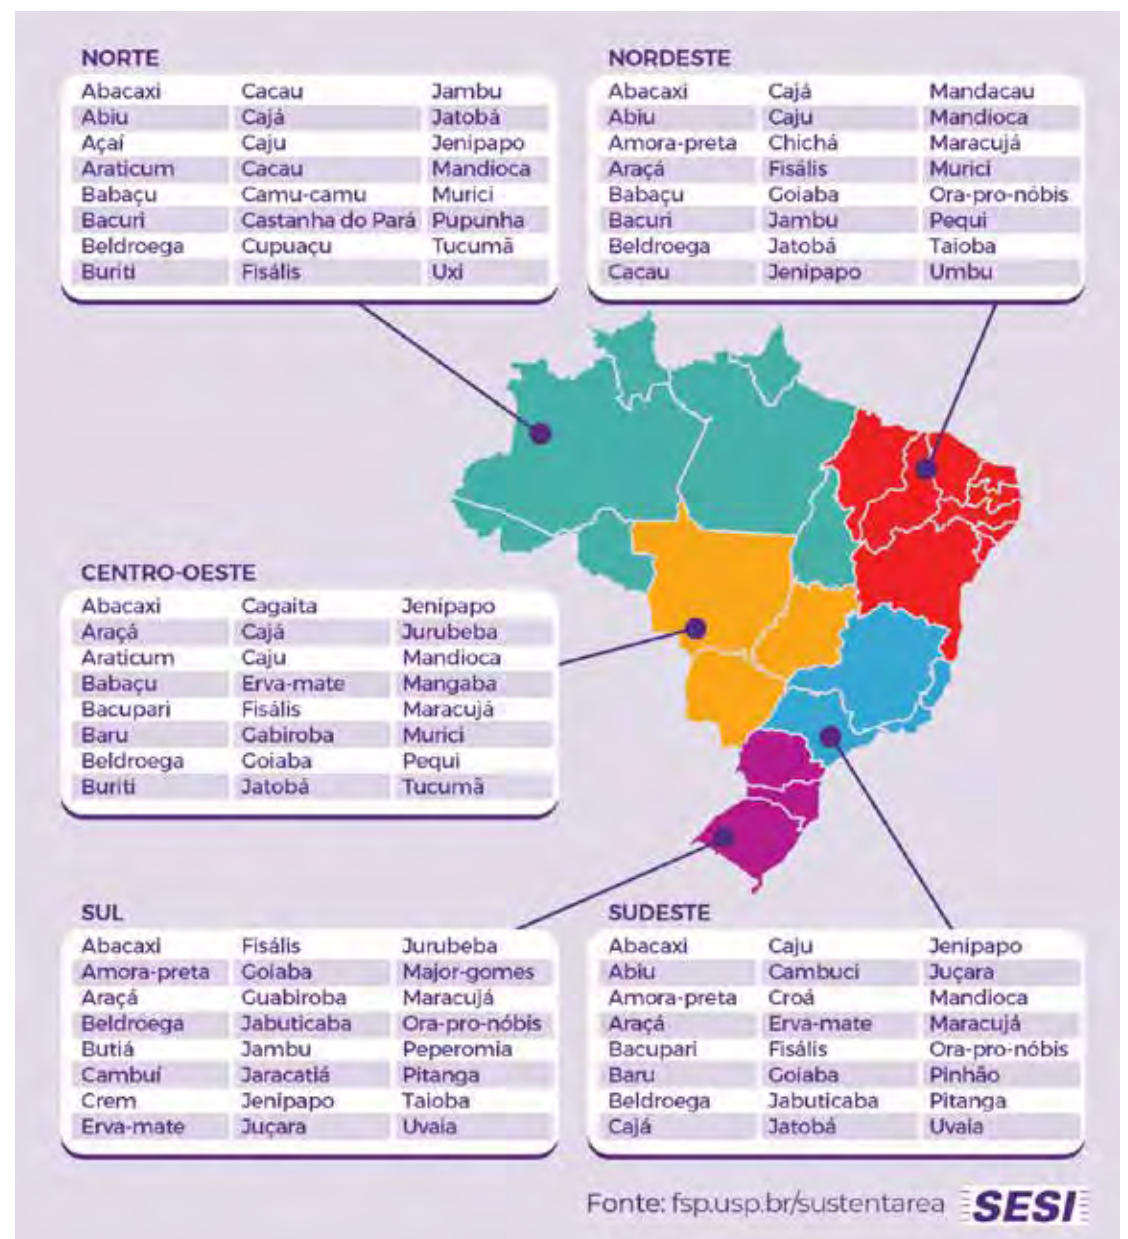 NORTE
Abacaxi Cacau Jambu
Abiu Cajá Jatobá
Açaí Caju Jenipapo
Araticum Cacau Mandioca
Babaçu Camu-camu Murici
Bacuri Castanha do Pará Pupunha
Beldroega Cupuaçu Tucumã
Buriti Fisális Uxi
NORDESTE
Abacaxi Cajá Mandacau
Abiu Caju Mandioca
Amora-preta Chichá Maracujá
Araçá Fisális Murici
Babaçu Goiaba Ora-pro-nóbis
Bacuri Jambu Pequi
Beldroega Jatobá Taioba
Cacau Jenipapo Umbu
CENTRO-OESTE
Abacaxi Cagaita Jenipapo
Araçá Cajá Jurubeba
Araticum Caju Mandioca
Babaçu Erva-mate Mangaba
Bacupari Fisális Maracujá
Baru Gabiroba Murici
Beldroega Goiaba Pequi
Buriti Jatobá Tucumã
SUL
Abacaxi Fisális Jurubeba
Amora-preta Goiaba Major-gomes
Araçá Guabiroba Maracujá
Beldroega Jabuticaba Ora-pro-nóbis
Butiá Jambu Peperomia
Cambuí Jaracatiá Pitanga
Crem Jenipapo Taioba
Erva-mate Juçara Uvaia
SUDESTE
Abacaxi Caju Jenipapo
Abiu Cambuci Juçara
Amora-preta Croá Mandioca
Araçá Erva-mate Maracujá
Bacupari Fisális Ora-pro-nóbis
Baru Goiaba Pinhão
Beldroega Jabuticaba Pitanga
Cajá Jatobá Uvaia
Fonte: fsp.usp.br/sustentarea SESI